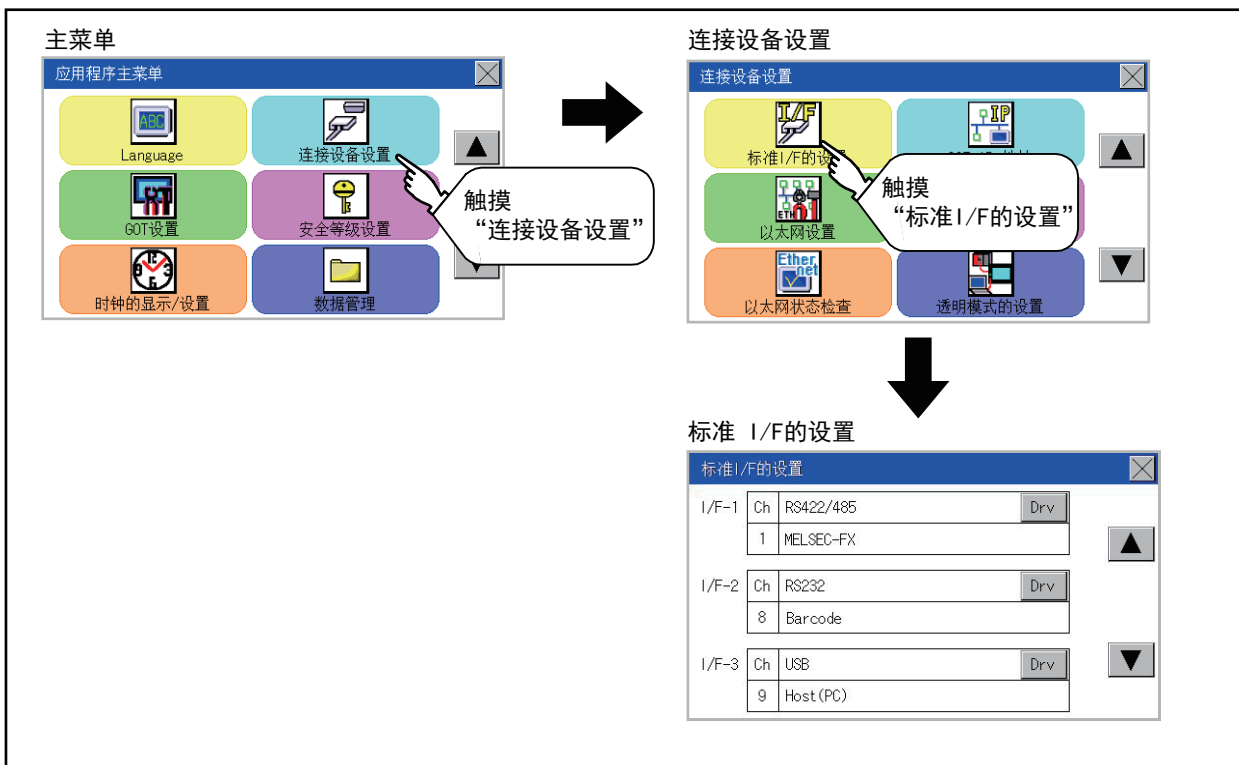 主菜单
应用程序主菜单
ABC
Language
连接设备设置
GOT设置
安全等级设置
时钟的显示/设置
数据管理
触摸
“连接设备设置”
连接设备设置
连接设备设置
I/F
标准I/F的设
IP
ETH
以太网设置
Ether
net
以太网状态检查
透明模式的设置
触摸
“标准I/F的设置”
标准 I/F的设置
标准I/F的设置
I/F-1 Ch RS422/485 Drv
1 MELSEC-FX
I/F-2 Ch RS232 Drv
8 Barcode
I/F-3 Ch USB Drv
9 Host(PC)